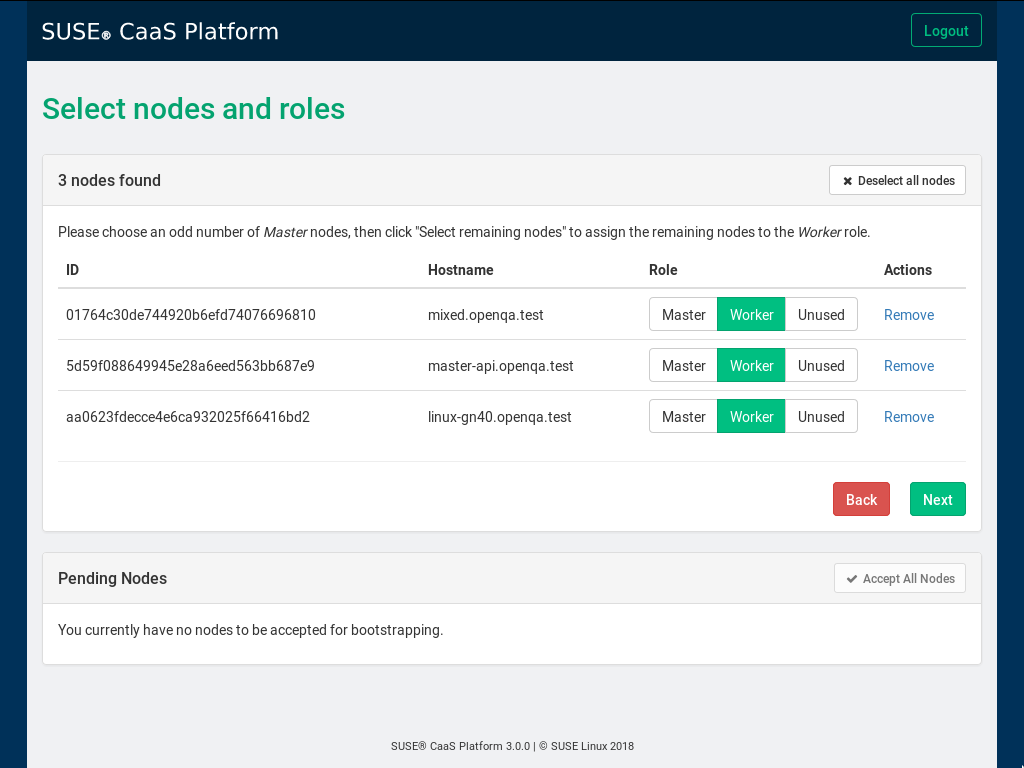 SUSE® CaaS Platform
Logout
Select nodes and roles
3 nodes found
✖ Deselect all nodes
Please choose an odd number of Master nodes, then click "Select remaining nodes" to assign the remaining nodes to the Worker role.
ID Hostname Role Actions
01764c30de744920b6efd74076696810 mixed.openqa.test Master Worker Unused Remove
5d59f088649945e28a6eed563bb687e9 master-api.openqa.test Master Worker Unused Remove
aa0623fdecce4e6ca932025f66416bd2 linux-gn40.openqa.test Master Worker Unused Remove
Back Next
Pending Nodes
✔ Accept All Nodes
You currently have no nodes to be accepted for bootstrapping.
SUSE® CaaS Platform 3.0.0 | © SUSE Linux 2018